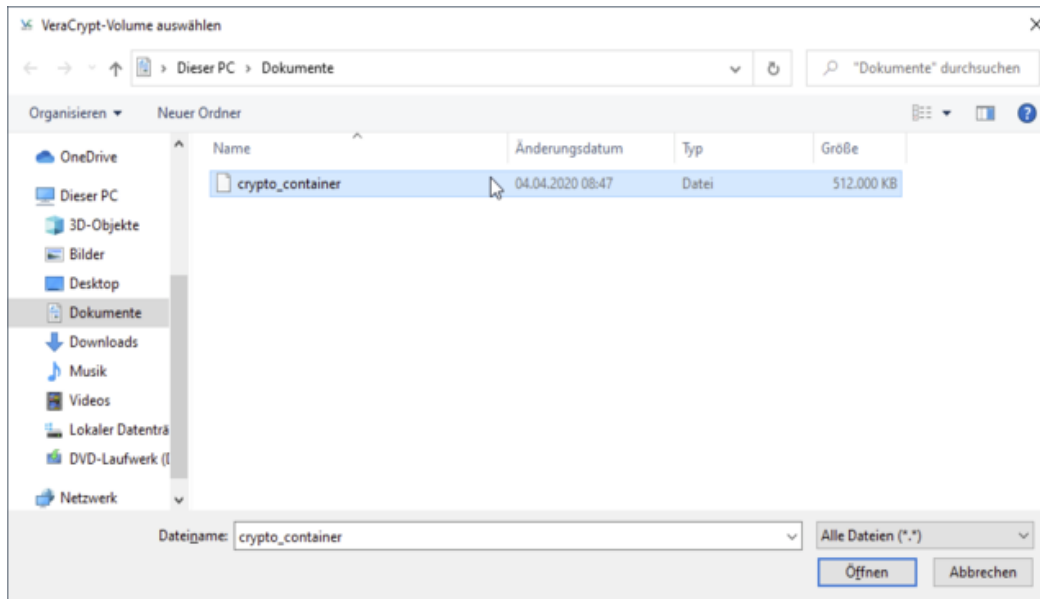 VeraCrypt-Volume auswählen
Dieser PC > Dokumente
"Dokumente" durchsuchen
Organisieren
Neuer Ordner
Name Änderungsdatum Typ Größe
crypto_container 04.04.2020 08:47 Datei 512.000 KB
OneDrive
Dieser PC
3D-Objekte
Bilder
Desktop
Dokumente
Downloads
Musik
Videos
Lokaler Datenträ
DVD-Laufwerk (
Netzwerk
Dateiname: crypto_container
Alle Dateien (*.*)
Öffnen Abbrechen